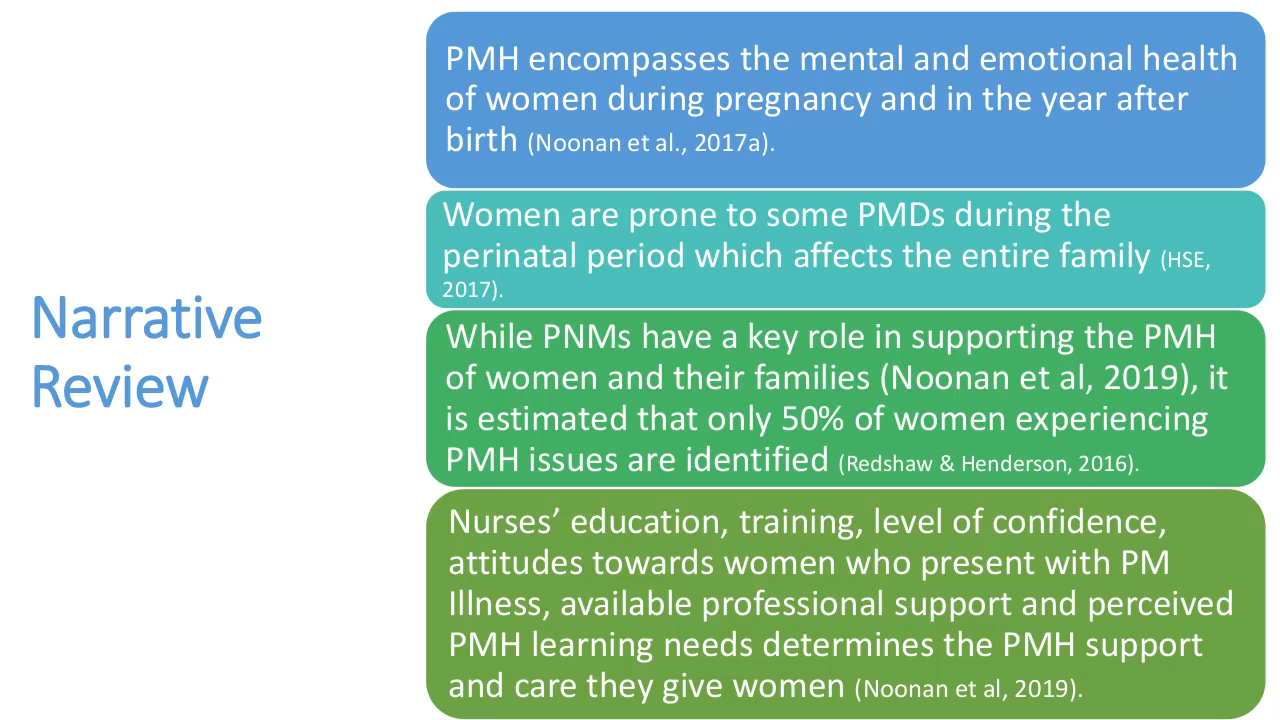 Narrative
Review
PMH encompasses the mental and emotional health
of women during pregnancy and in the year after
birth (Noonan et al., 2017a).
Women are prone to some PMDs during the
perinatal period which affects the entire family (HSE,
2017).
While PNMs have a key role in supporting the PMH
of women and their families (Noonan et al, 2019), it
is estimated that only 50% of women experiencing
PMH issues are identified (Redshaw & Henderson, 2016).
Nurses’ education, training, level of confidence,
attitudes towards women who present with PM
Illness, available professional support and perceived
PMH learning needs determines the PMH support
and care they give women (Noonan et al, 2019).